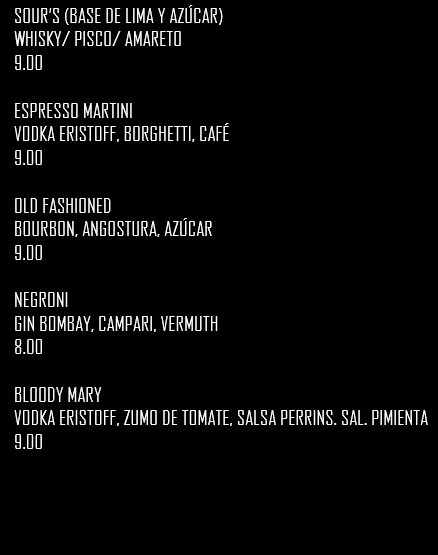 SOUR'S (BASE DE LIMA Y AZÚCAR)
WHISKY/ PISCO/ AMARETO
9.00
ESPRESSO MARTINI
VODKA ERISTOFF, BORGHETTI, CAFÉ
9.00
OLD FASHIONED
BOURBON, ANGOSTURA, AZÚCAR
9.00
NEGRONI
GIN BOMBAY, CAMPARI, VERMUTH
8.00
BLOODY MARY
VODKA ERISTOFF, ZUMO DE TOMATE, SALSA PERRINS. SAL. PIMIENTA
9.00